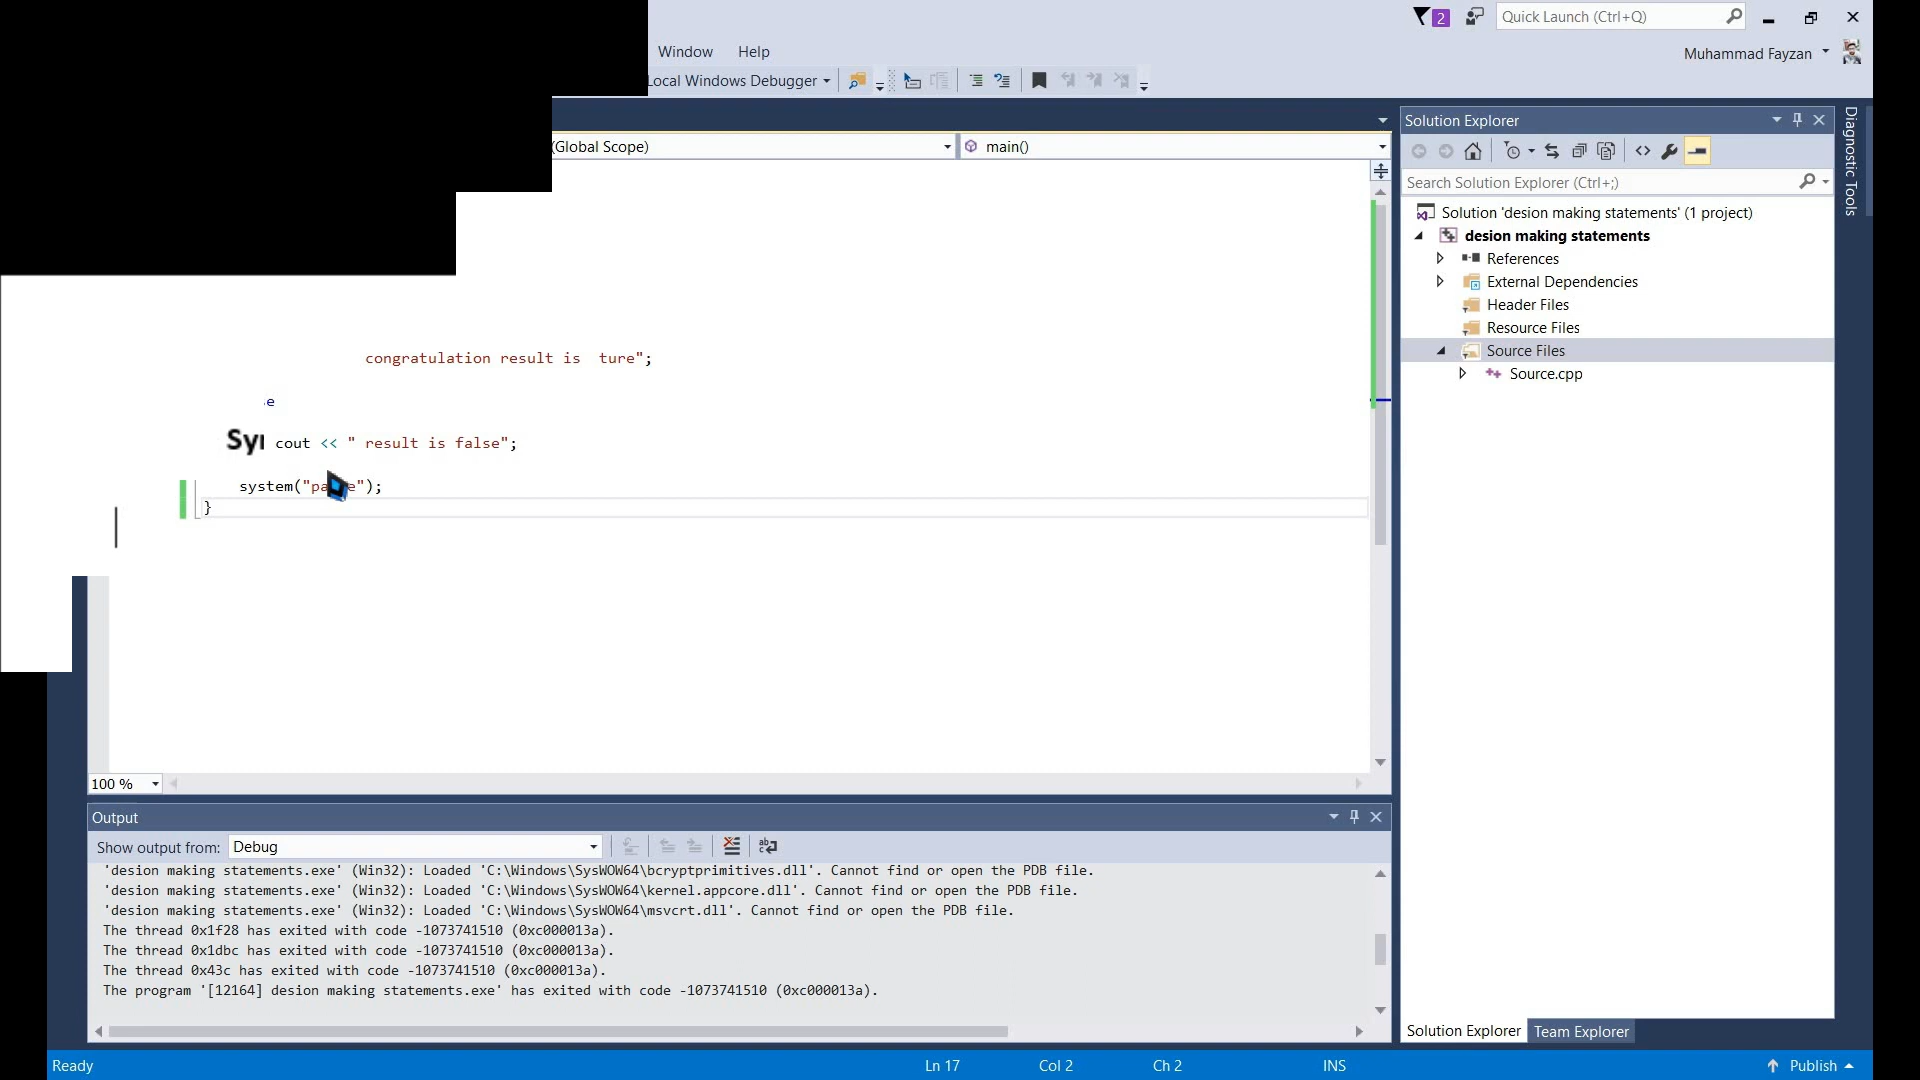 2
Quick Launch (Ctrl+Q)
Window Help
Muhammad Fayzan
Local Windows Debugger
(Global Scope)
main()
congratulation result is  ture";
e
Sy
cout << " result is false";
system("pa e");
}
100 %
Output
Show output from: Debug
'desion making statements.exe' (Win32): Loaded 'C:\Windows\SysWOW64\bcryptprimitives.dll'. Cannot find or open the PDB file.
'desion making statements.exe' (Win32): Loaded 'C:\Windows\SysWOW64\kernel.appcore.dll'. Cannot find or open the PDB file.
'desion making statements.exe' (Win32): Loaded 'C:\Windows\SysWOW64\msvcrt.dll'. Cannot find or open the PDB file.
The thread 0x1f28 has exited with code -1073741510 (0xc000013a).
The thread 0x1dbc has exited with code -1073741510 (0xc000013a).
The thread 0x43c has exited with code -1073741510 (0xc000013a).
The program '[12164] desion making statements.exe' has exited with code -1073741510 (0xc000013a).
Solution Explorer
Search Solution Explorer (Ctrl+;)
Solution 'desion making statements' (1 project)
desion making statements
References
External Dependencies
Header Files
Resource Files
Source Files
Source.cpp
Solution Explorer Team Explorer
Diagnostic Tools
Ready Ln 17 Col 2 Ch 2 INS Publish